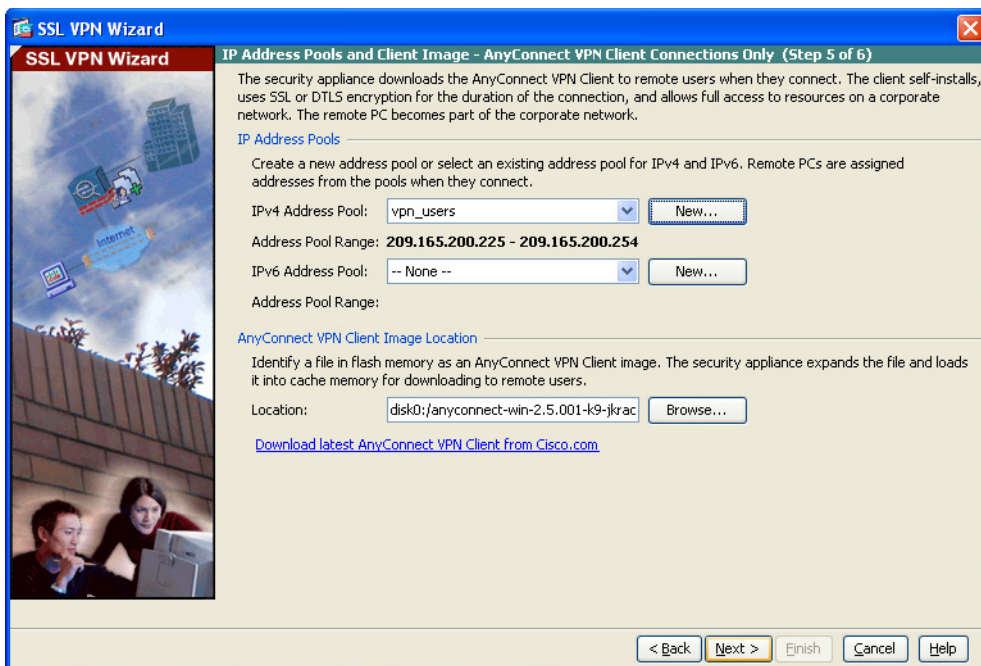 SSL VPN Wizard
SSL VPN Wizard
IP Address Pools and Client Image - AnyConnect VPN Client Connections Only (Step 5 of 6)
The security appliance downloads the AnyConnect VPN Client to remote users when they connect. The client self-installs,
uses SSL or DTLS encryption for the duration of the connection, and allows full access to resources on a corporate
network. The remote PC becomes part of the corporate network.
IP Address Pools
Create a new address pool or select an existing address pool for IPv4 and IPv6. Remote PCs are assigned
addresses from the pools when they connect.
IPv4 Address Pool: vpn_users New...
Address Pool Range: 209.165.200.225 - 209.165.200.254
IPv6 Address Pool: -- None -- New...
Address Pool Range:
AnyConnect VPN Client Image Location
Identify a file in flash memory as an AnyConnect VPN Client image. The security appliance expands the file and loads
it into cache memory for downloading to remote users.
Location: disk0:/anyconnect-win-2.5.001-k9-jkrac Browse...
Download latest AnyConnect VPN Client from Cisco.com
Internet
< Back Next > Finish Cancel Help